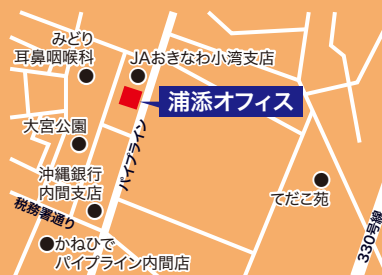 みどり
耳鼻咽喉科
JAおきなわ小湾支店
浦添オフィス
大宮公園
パイプライン
沖縄銀行
内間支店
てだこ苑
税務署通り
かねひで
パイプライン内間店
330号線